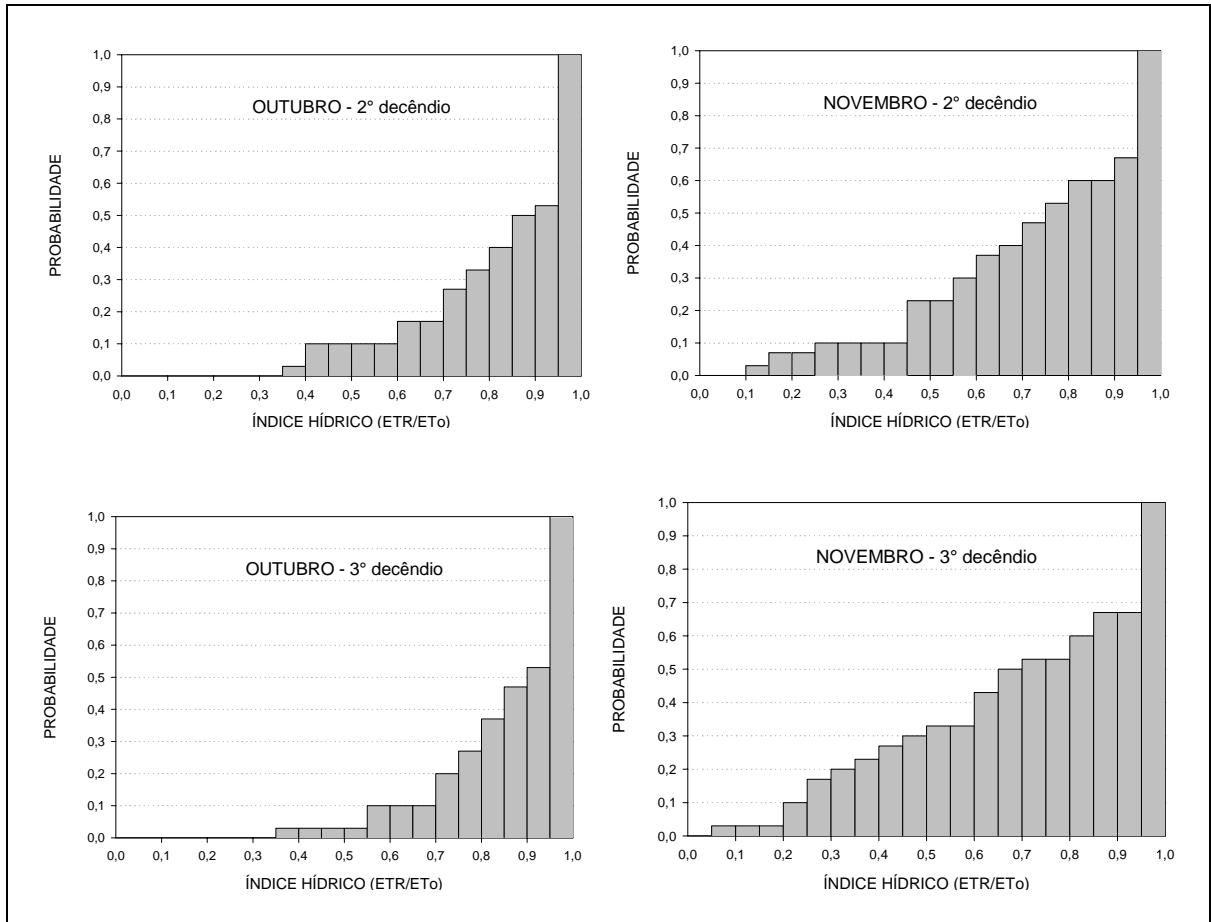 OUTUBRO - 2° decêndio
PROBABILIDADE
1,0
0,9
0,8
0,7
0,6
0,5
0,4
0,3
0,2
0,1
0,0
0,0 0,1 0,2 0,3 0,4 0,5 0,6 0,7 0,8 0,9 1,0
ÍNDICE HÍDRICO (ETR/ETo)
NOVEMBRO - 2° decêndio
PROBABILIDADE
1,0
0,9
0,8
0,7
0,6
0,5
0,4
0,3
0,2
0,1
0,0
0,0 0,1 0,2 0,3 0,4 0,5 0,6 0,7 0,8 0,9 1,0
ÍNDICE HÍDRICO (ETR/ETo)
OUTUBRO - 3° decêndio
PROBABILIDADE
1,0
0,9
0,8
0,7
0,6
0,5
0,4
0,3
0,2
0,1
0,0
0,0 0,1 0,2 0,3 0,4 0,5 0,6 0,7 0,8 0,9 1,0
ÍNDICE HÍDRICO (ETR/ETo)
NOVEMBRO - 3° decêndio
PROBABILIDADE
1,0
0,9
0,8
0,7
0,6
0,5
0,4
0,3
0,2
0,1
0,0
0,0 0,1 0,2 0,3 0,4 0,5 0,6 0,7 0,8 0,9 1,0
ÍNDICE HÍDRICO (ETR/ETo)